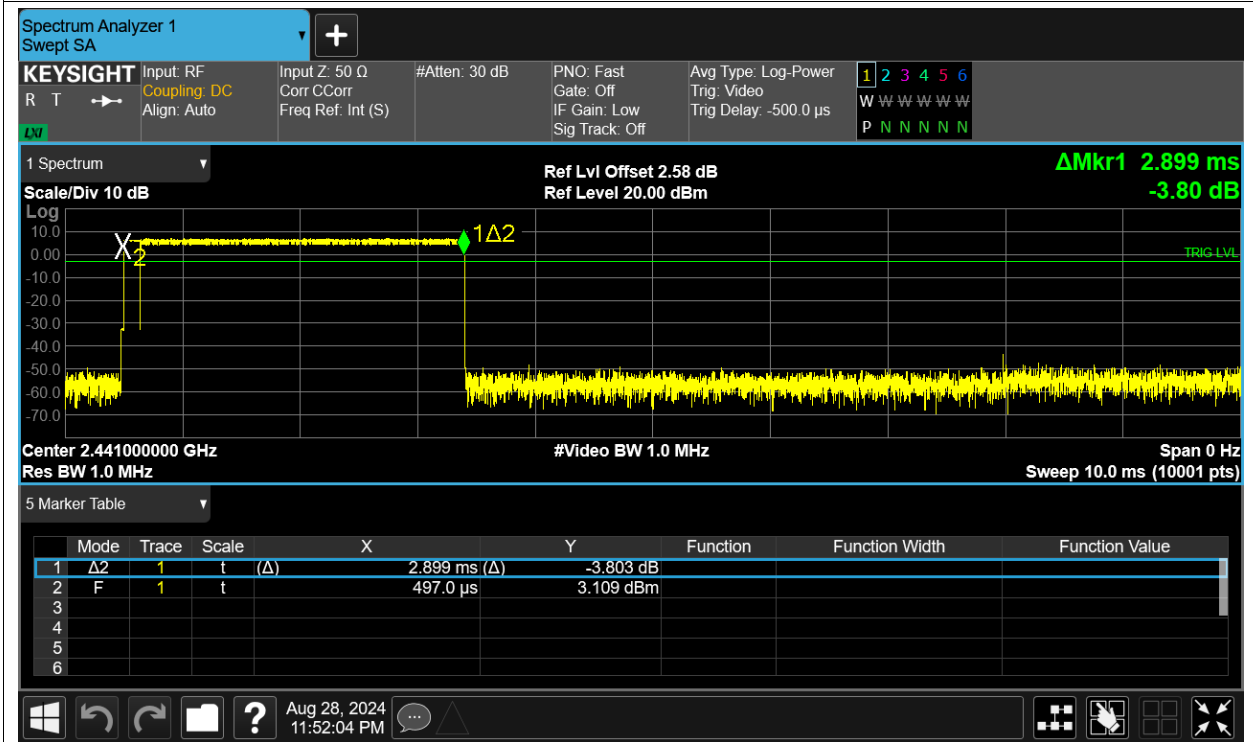 Spectrum Analyzer 1
Swept SA
+
KEYSIGHT
R T
LXI
Input: RF
Coupling: DC
Align: Auto
Input Z: 50 Ω
Corr CCorr
Freq Ref: Int (S)
#Atten: 30 dB
PNO: Fast
Gate: Off
IF Gain: Low
Sig Track: Off
Avg Type: Log-Power
Trig: Video
Trig Delay: -500.0 µs
1 2 3 4 5 6
W W W W W W
P N N N N N
1 Spectrum
Scale/Div 10 dB
Ref Lvl Offset 2.58 dB
Ref Level 20.00 dBm
ΔMkr1 2.899 ms
-3.80 dB
Log
10.0
0.00
-10.0
-20.0
-30.0
-40.0
-50.0
-60.0
-70.0
X
2
1Δ2
TRIG LVL
Center 2.441000000 GHz
#Video BW 1.0 MHz
Span 0 Hz
Res BW 1.0 MHz
Sweep 10.0 ms (10001 pts)
5 Marker Table
Mode Trace Scale X Y Function Function Width Function Value
1 Δ2 1 t (Δ) 2.899 ms (Δ) -3.803 dB
2 F 1 t 497.0 µs 3.109 dBm
3
4
5
6
?
Aug 28, 2024
11:52:04 PM